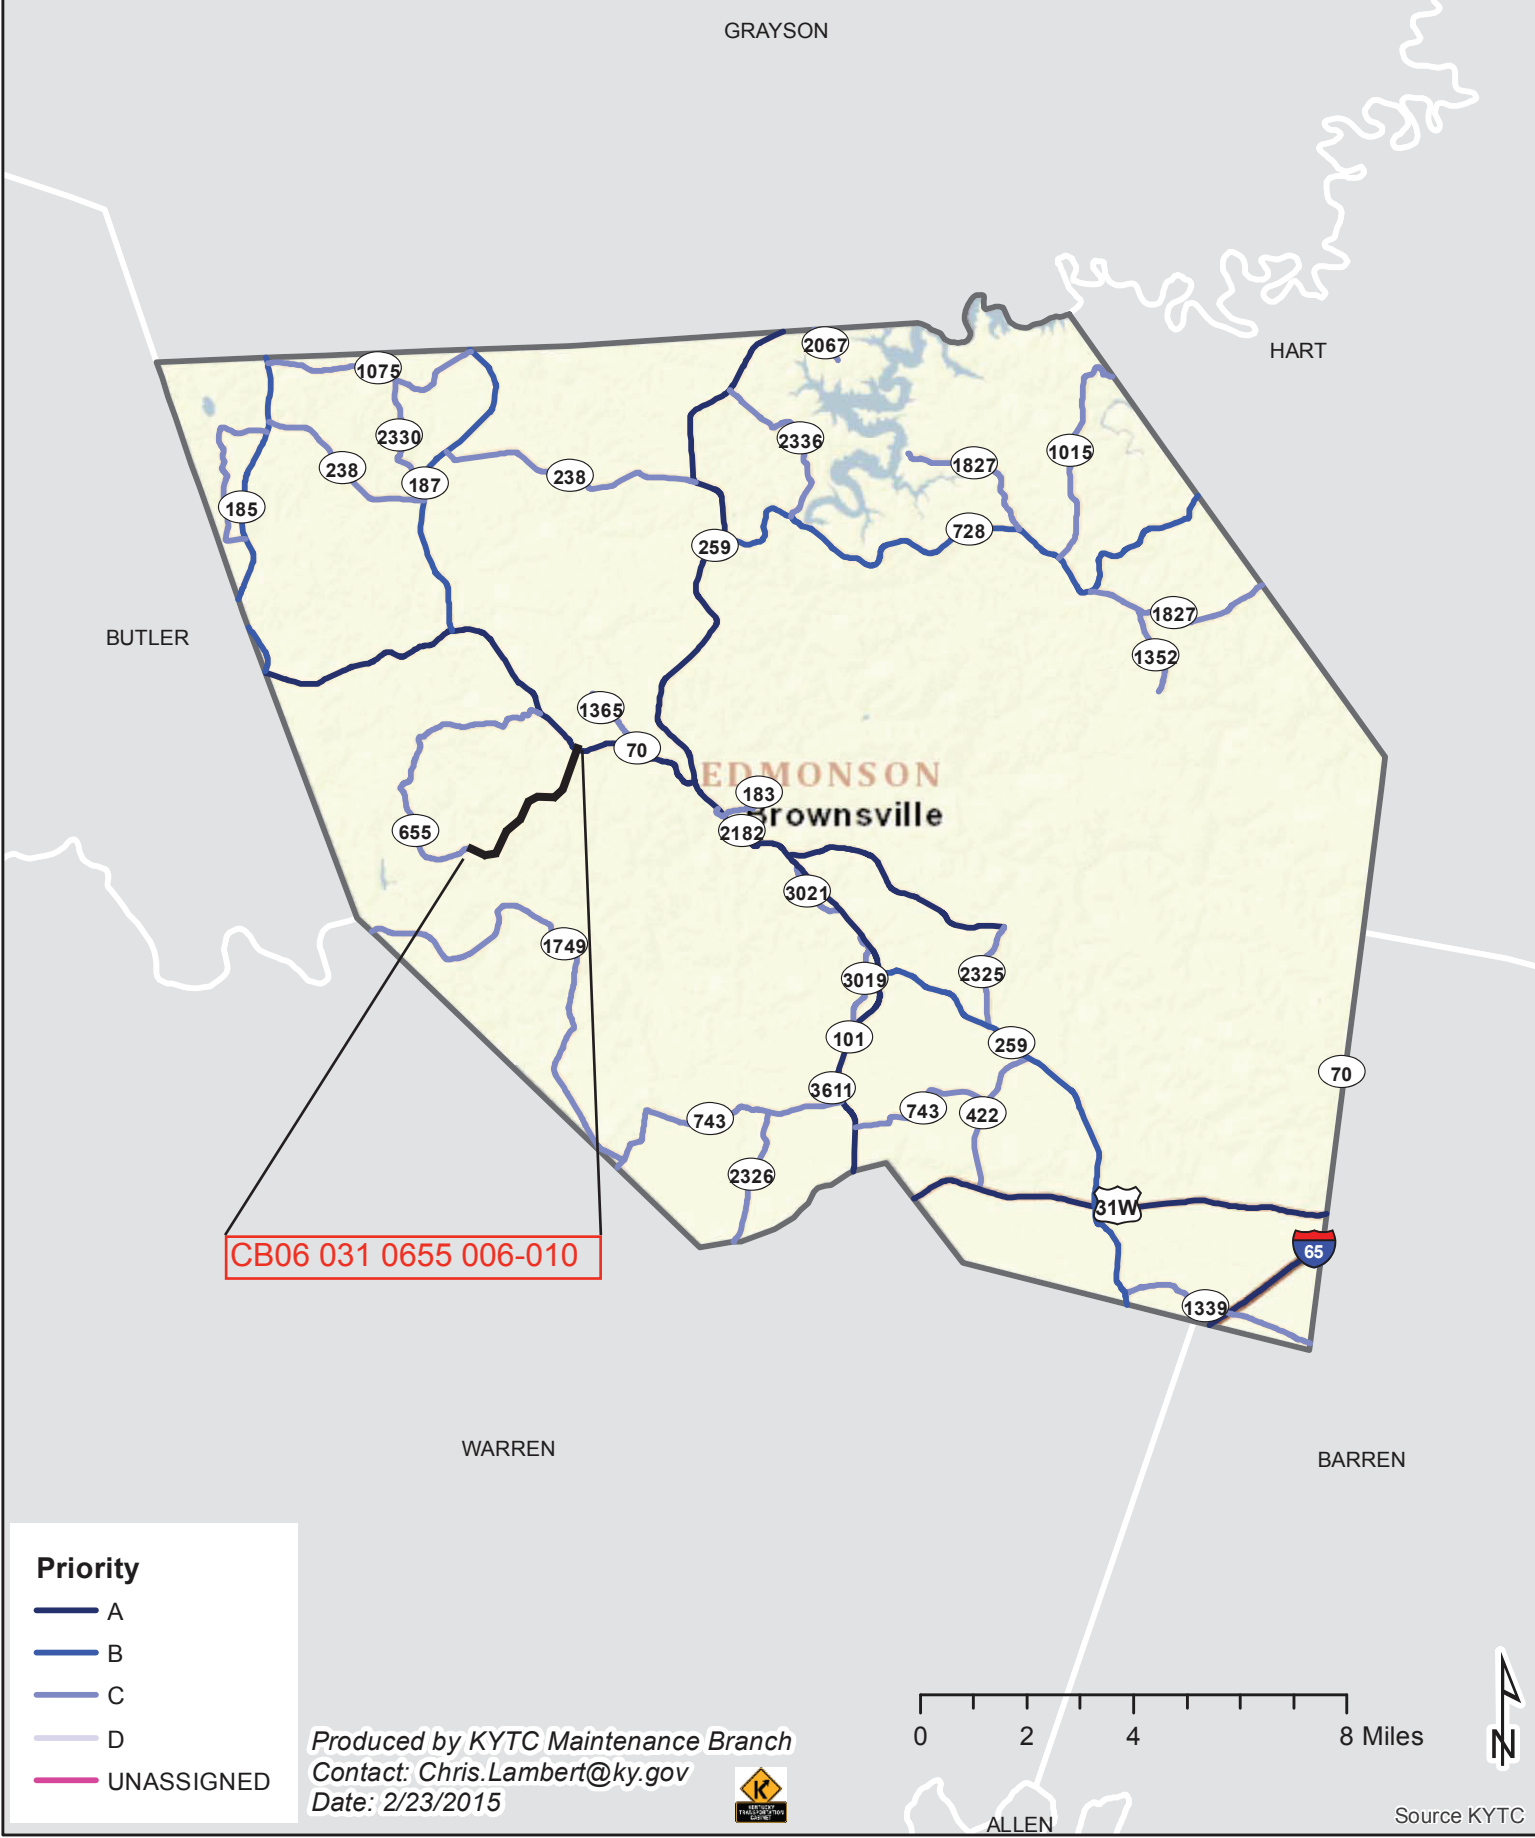 GRAYSON
2067
HART
1075
2330
2336
1015
238
238
1827
187
185
728
259
1827
BUTLER
1352
1365
70
EDMONSON
183
Brownsville
655
2182
3021
1749
2325
3019
101
259
70
3611
743
743
422
2326
31W
65
CB06 031 0655 006-010
1339
WARREN
BARREN
Priority
A
B
C
D
UNASSIGNED
Produced by KYTC Maintenance Branch
Contact: Chris.Lambert@ky.gov
Date: 2/23/2015
KENTUCKY
TRANSPORTATION
CABINET
0 2 4 8 Miles
N
ALLEN
Source KYTC